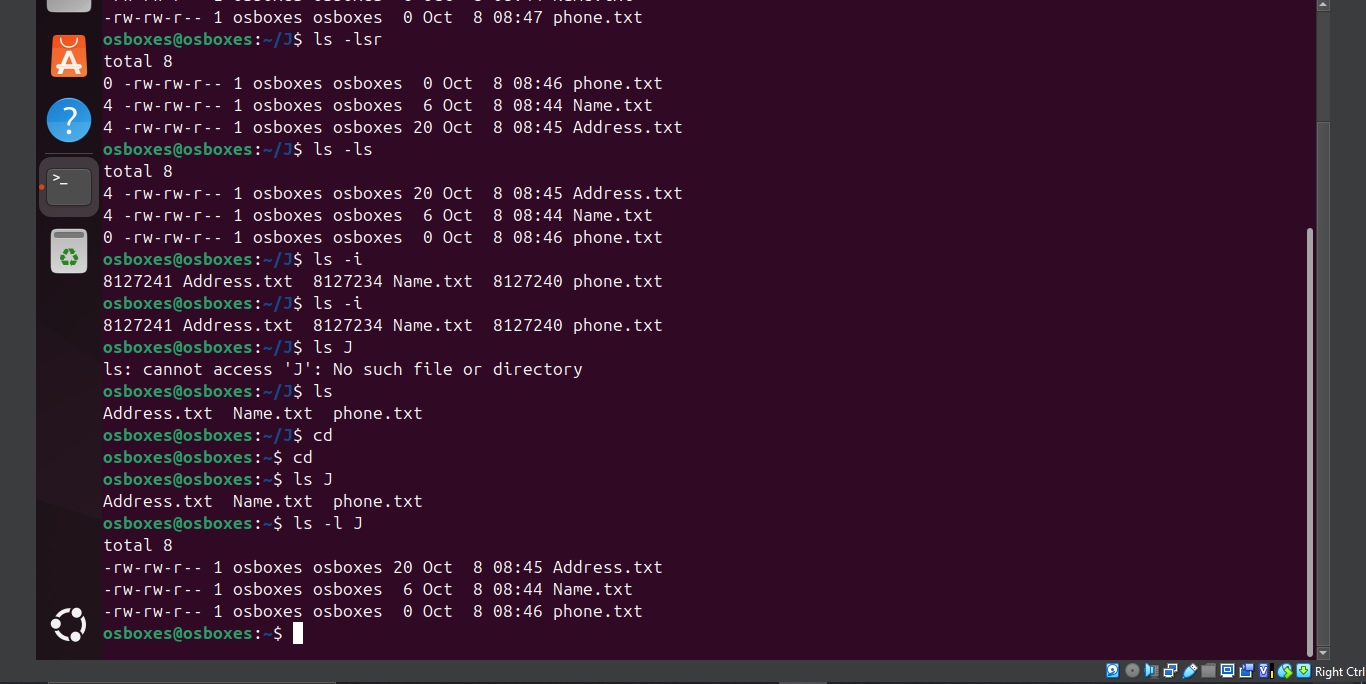 -rw-rw-r-- 1 osboxes osboxes  0 Oct  8 08:47 phone.txt
osboxes@osboxes:~/J$ ls -lsr
total 8
0 -rw-rw-r-- 1 osboxes osboxes  0 Oct  8 08:46 phone.txt
4 -rw-rw-r-- 1 osboxes osboxes  6 Oct  8 08:44 Name.txt
4 -rw-rw-r-- 1 osboxes osboxes 20 Oct  8 08:45 Address.txt
osboxes@osboxes:~/J$ ls -ls
total 8
4 -rw-rw-r-- 1 osboxes osboxes 20 Oct  8 08:45 Address.txt
4 -rw-rw-r-- 1 osboxes osboxes  6 Oct  8 08:44 Name.txt
0 -rw-rw-r-- 1 osboxes osboxes  0 Oct  8 08:46 phone.txt
osboxes@osboxes:~/J$ ls -i
8127241 Address.txt  8127234 Name.txt  8127240 phone.txt
osboxes@osboxes:~/J$ ls -i
8127241 Address.txt  8127234 Name.txt  8127240 phone.txt
osboxes@osboxes:~/J$ ls J
ls: cannot access 'J': No such file or directory
osboxes@osboxes:~/J$ ls
Address.txt  Name.txt  phone.txt
osboxes@osboxes:~/J$ cd
osboxes@osboxes:~$ cd
osboxes@osboxes:~$ ls J
Address.txt  Name.txt  phone.txt
osboxes@osboxes:~$ ls -l J
total 8
-rw-rw-r-- 1 osboxes osboxes 20 Oct  8 08:45 Address.txt
-rw-rw-r-- 1 osboxes osboxes  6 Oct  8 08:44 Name.txt
-rw-rw-r-- 1 osboxes osboxes  0 Oct  8 08:46 phone.txt
osboxes@osboxes:~$
Right Ctrl